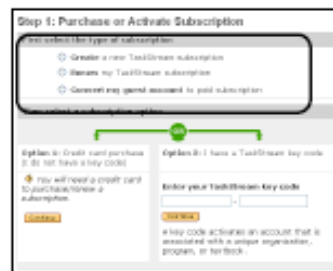 Step 1: Purchase or Activate Subscription
First select the type of subscription
Create a new TaskStream subscription
Renew my TaskStream subscription
Convert my guest account to paid subscription
select a subscription option
OR
Option A: Credit card purchase
(I do not have a key code)
You will need a credit card
to purchase/renew a
subscription.
Continue
Option B: I have a TaskStream key code
Enter your TaskStream key code
-
Continue
A key code activates an account that is
associated with a unique organization,
program, or textbook.